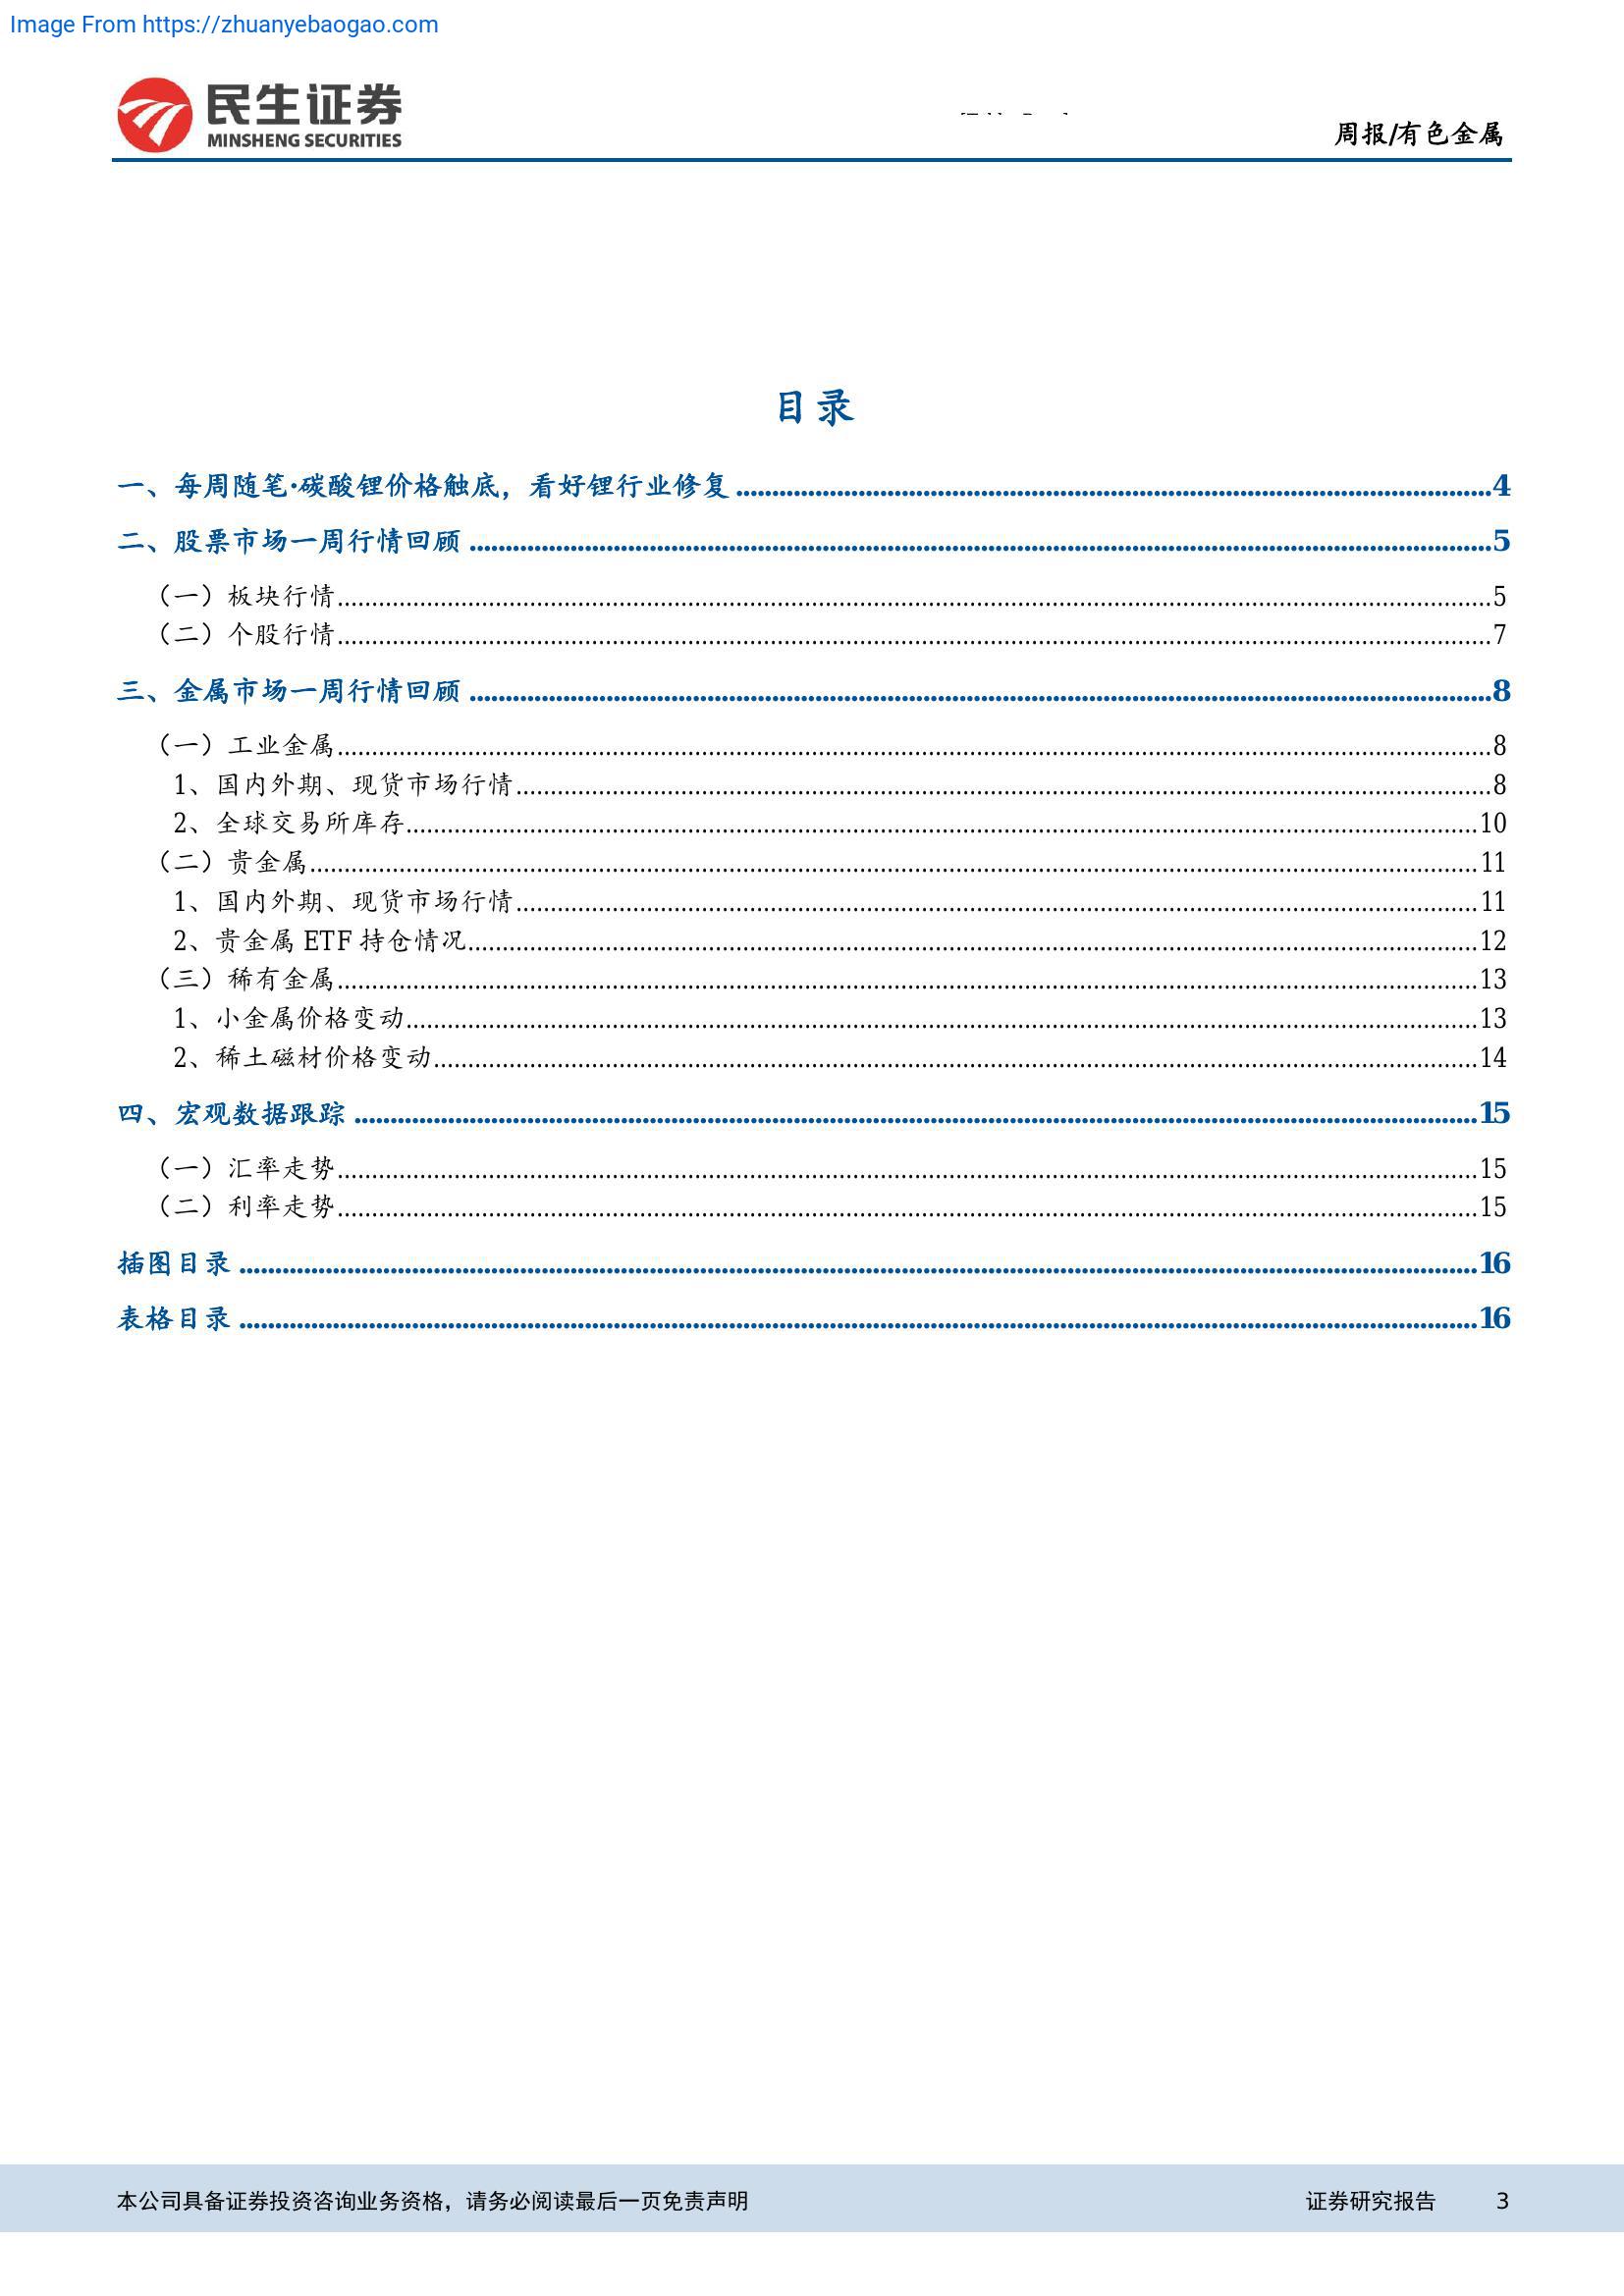 Image From https://zhuanyebaogao.com
民生证券
MINSHENG SECURITIES
周报/有色金属
目录
一、每周随笔·碳酸锂价格触底，看好锂行业修复 4
二、股票市场一周行情回顾 5
（一）板块行情 5
（二）个股行情 7
三、金属市场一周行情回顾 8
（一）工业金属 8
1、国内外期、现货市场行情 8
2、全球交易所库存 10
（二）贵金属 11
1、国内外期、现货市场行情 11
2、贵金属 ETF 持仓情况 12
（三）稀有金属 13
1、小金属价格变动 13
2、稀土磁材价格变动 14
四、宏观数据跟踪 15
（一）汇率走势 15
（二）利率走势 15
插图目录 16
表格目录 16
本公司具备证券投资咨询业务资格，请务必阅读最后一页免责声明 证券研究报告 3